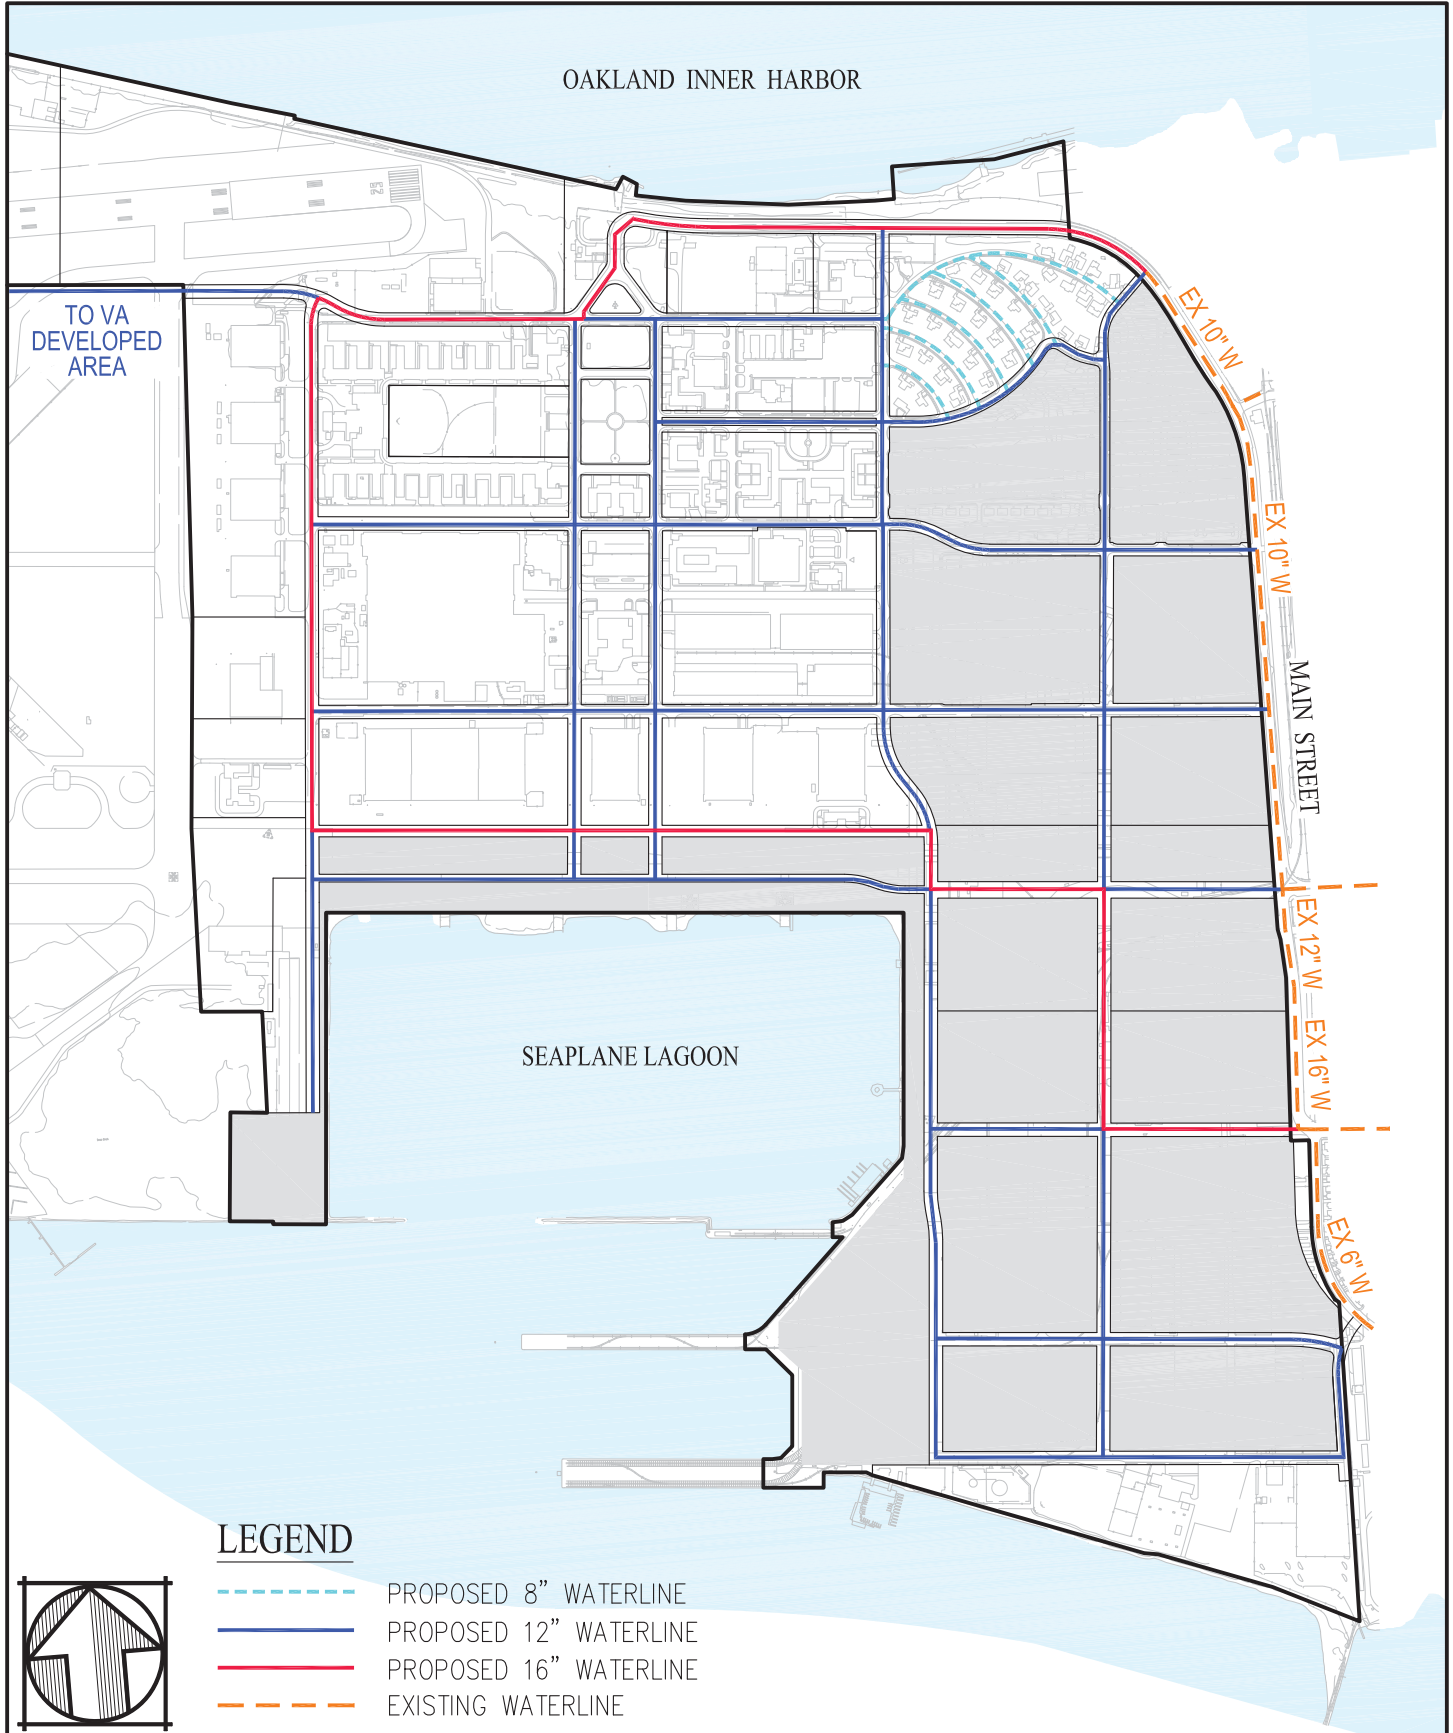 OAKLAND INNER HARBOR
TO VA
DEVELOPED
AREA
EX 10" W
EX 10" W
MAIN STREET
EX 12" W
EX 16" W
SEAPLANE LAGOON
EX 6" W
LEGEND
PROPOSED 8” WATERLINE
PROPOSED 12” WATERLINE
PROPOSED 16” WATERLINE
EXISTING WATERLINE